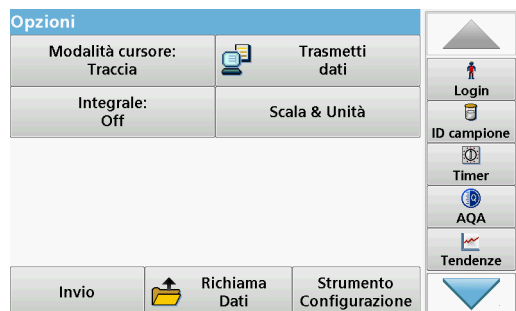 Opzioni
Modalità cursore:
Traccia
Trasmetti
dati
Integrale:
Off
Scala & Unità
Invio
Richiama
Dati
Strumento
Configurazione
Login
ID campione
Timer
AQA
Tendenze